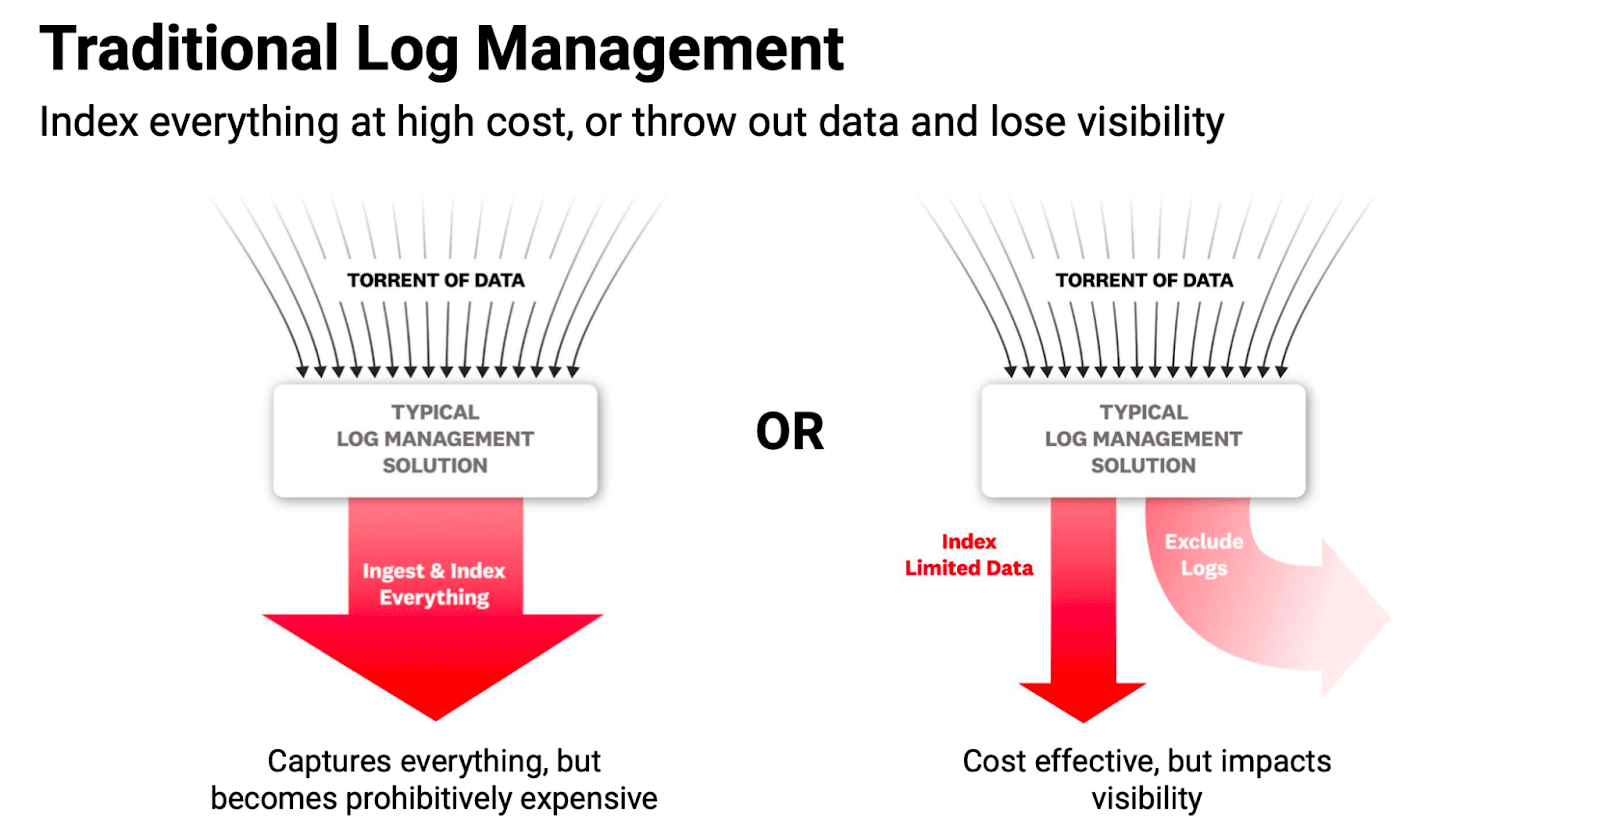 Traditional Log Management
Index everything at high cost, or throw out data and lose visibility
TORRENT OF DATA
TYPICAL
LOG MANAGEMENT
SOLUTION
Ingest & Index
Everything
Captures everything, but
becomes prohibitively expensive
OR
TORRENT OF DATA
TYPICAL
LOG MANAGEMENT
SOLUTION
Index
Limited Data
Exclude
Logs
Cost effective, but impacts
visibility